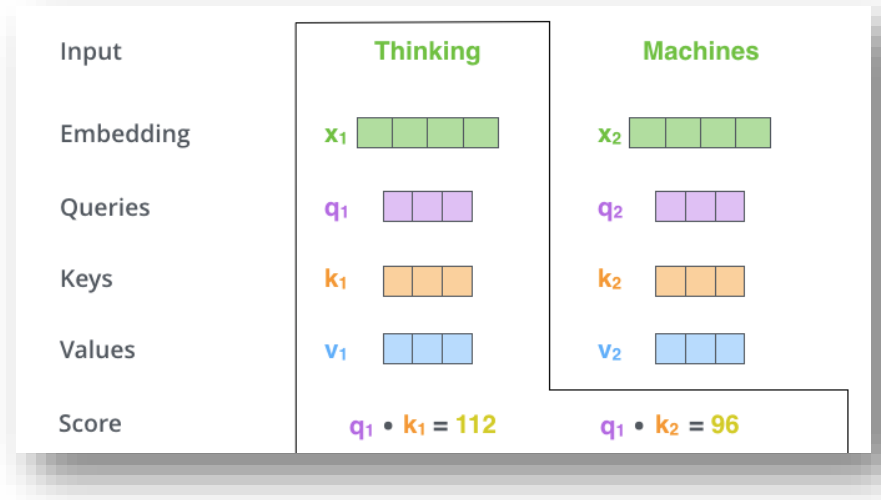 Input Thinking Machines
Embedding x₁ x₂
Queries q₁ q₂
Keys k₁ k₂
Values v₁ v₂
Score q₁ • k₁ = 112 q₁ • k₂ = 96